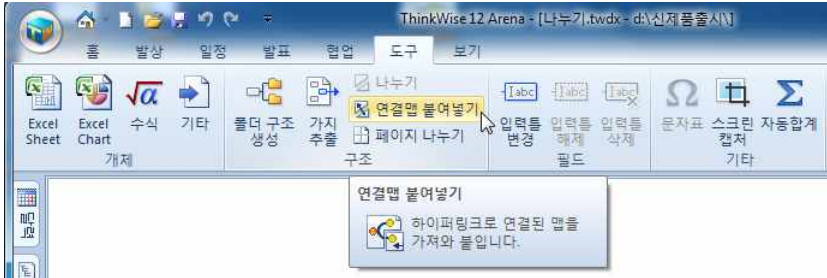 ThinkWise 12 Arena - [나누기.twdx - d:\신제품출시\]
홈 발상 일정 발표 협업 도구 보기
나누기
연결맵 붙여넣기
페이지 나누기
Excel Sheet
Excel Chart
수식
기타
폴더 구조 생성
가지 추출
입력틀 변경
입력틀 해제
입력틀 삭제
문자표
스크린 캡처
자동합계
개체 구조 필드 기타
연결맵 붙여넣기
하이퍼링크로 연결된 맵을
가져와 붙입니다.